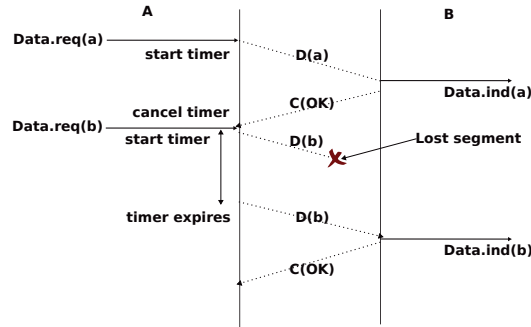 A
B
Data.req(a)
start timer
D(a)
Data.ind(a)
C(OK)
cancel timer
Data.req(b)
start timer
D(b)
Lost segment
timer expires
D(b)
Data.ind(b)
C(OK)